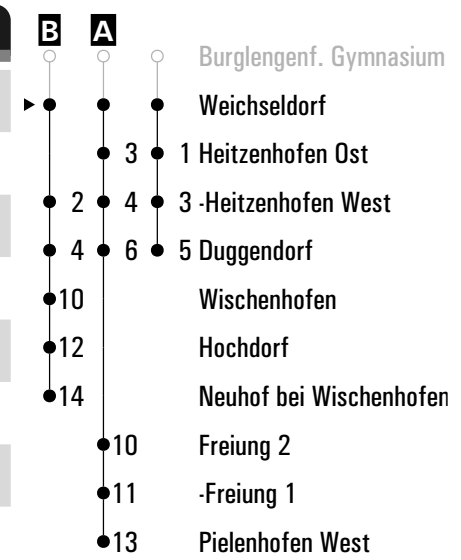 B A
Burglengenf. Gymnasium
Weichseldorf
3 1 Heitzenhofen Ost
2 4 3 -Heitzenhofen West
4 6 5 Duggendorf
10 Wischenhofen
12 Hochdorf
14 Neuhof bei Wischenhofen
10 Freiung 2
11 -Freiung 1
13 Pielenhofen West